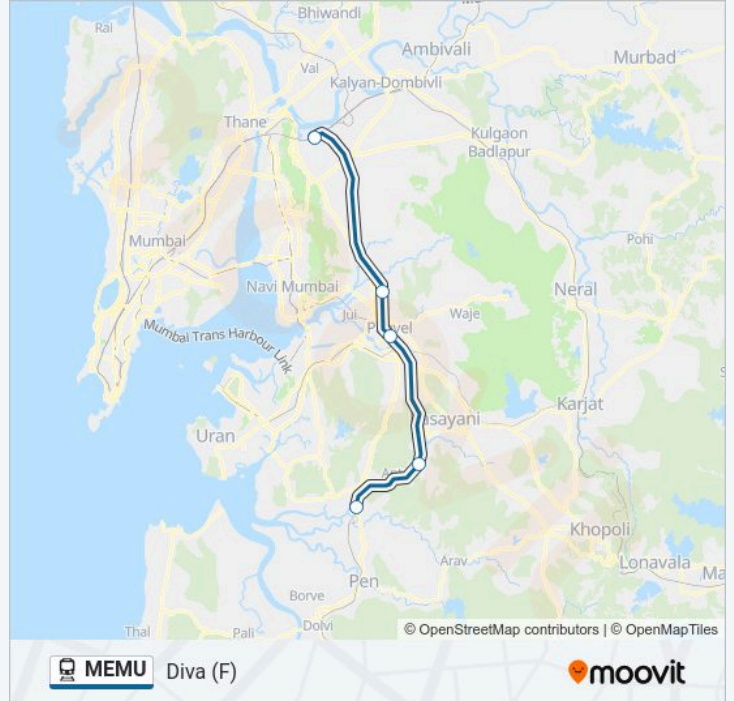 Bhiwandi
Rai
Ambivali
Murbad
Val
Kalyan-Dombivli
Thane
Kulgaon
Badlapur
Mumbai
Pohi
Navi Mumbai
Neral
Jui
Waje
Mumbai Trans Harbour Link
Karjat
asayani
Uran
Khopoli
Lonavala
Arav
Pen
Borve
Dolvi
Thal
Pali
© OpenStreetMap contributors | © OpenMapTiles
MEMU Diva (F)
moovit